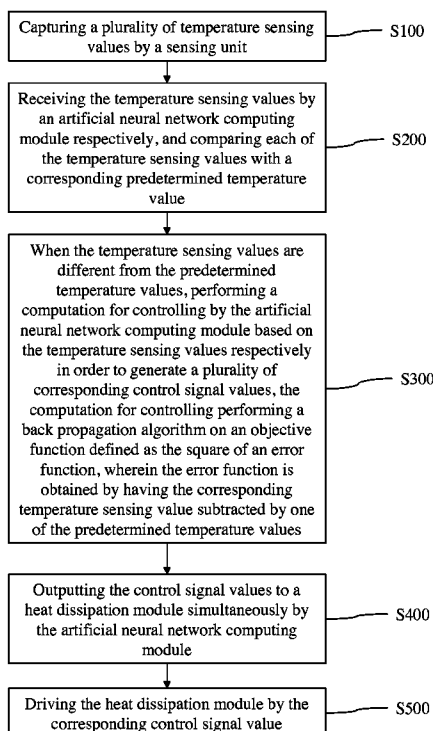 Capturing a plurality of temperature sensing
values by a sensing unit
S100
Receiving the temperature sensing values by
an artificial neural network computing
module respectively, and comparing each of
the temperature sensing values with a
corresponding predetermined temperature
value
S200
When the temperature sensing values are
different from the predetermined
temperature values, performing a
computation for controlling by the artificial
neural network computing module based on
the temperature sensing values respectively
in order to generate a plurality of
corresponding control signal values, the
computation for controlling performing a
back propagation algorithm on an objective
function defined as the square of an error
function, wherein the error function is
obtained by having the corresponding
temperature sensing value subtracted by one
of the predetermined temperature values
S300
Outputting the control signal values to a
heat dissipation module simultaneously by
the artificial neural network computing
module
S400
Driving the heat dissipation module by the
corresponding control signal value
S500